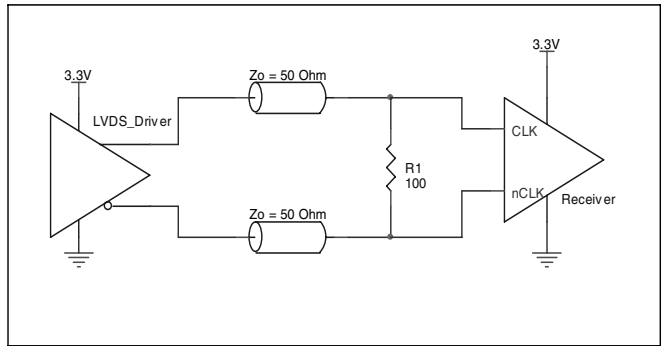 3.3V
3.3V
Zo = 50 Ohm
LVDS_Driver
CLK
R1
100
nCLK
Receiver
Zo = 50 Ohm